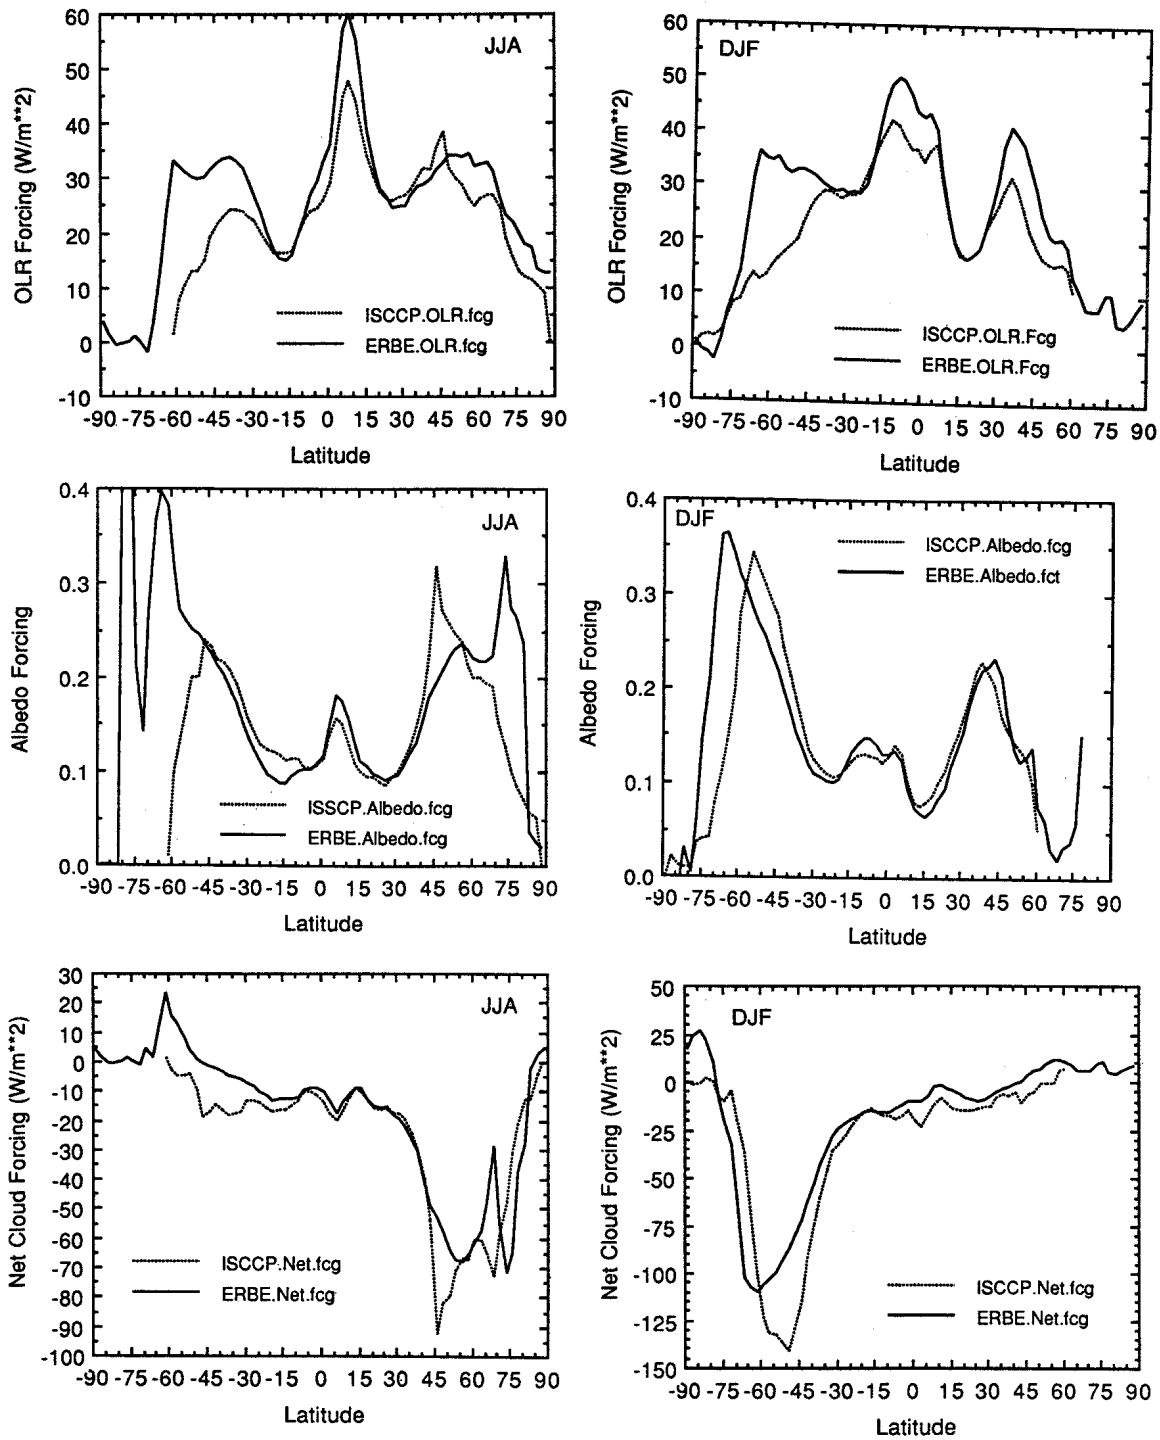 60
50
40
30
20
10
0
-10
OLR Forcing (W/m**2)
JJA
ISCCP.OLR.fcg
ERBE.OLR.fcg
-90 -75 -60 -45 -30 -15 0 15 30 45 60 75 90
Latitude
60
50
40
30
20
10
0
-10
OLR Forcing (W/m**2)
DJF
ISCCP.OLR.Fcg
ERBE.OLR.Fcg
-90 -75 -60 -45 -30 -15 0 15 30 45 60 75 90
Latitude
0.4
0.3
0.2
0.1
0.0
Albedo Forcing
JJA
ISSCP.Albedo.fcg
ERBE.Albedo.fcg
-90 -75 -60 -45 -30 -15 0 15 30 45 60 75 90
Latitude
0.4
0.3
0.2
0.1
0.0
Albedo Forcing
DJF
ISCCP.Albedo.fcg
ERBE.Albedo.fct
-90 -75 -60 -45 -30 -15 0 15 30 45 60 75 90
Latitude
30
20
10
0
-10
-20
-30
-40
-50
-60
-70
-80
-90
-100
Net Cloud Forcing (W/m**2)
JJA
ISCCP.Net.fcg
ERBE.Net.fcg
-90 -75 -60 -45 -30 -15 0 15 30 45 60 75 90
Latitude
50
25
0
-25
-50
-75
-100
-125
-150
Net Cloud Forcing (W/m**2)
DJF
ISCCP.Net.fcg
ERBE.Net.fcg
-90 -75 -60 -45 -30 -15 0 15 30 45 60 75 90
Latitude